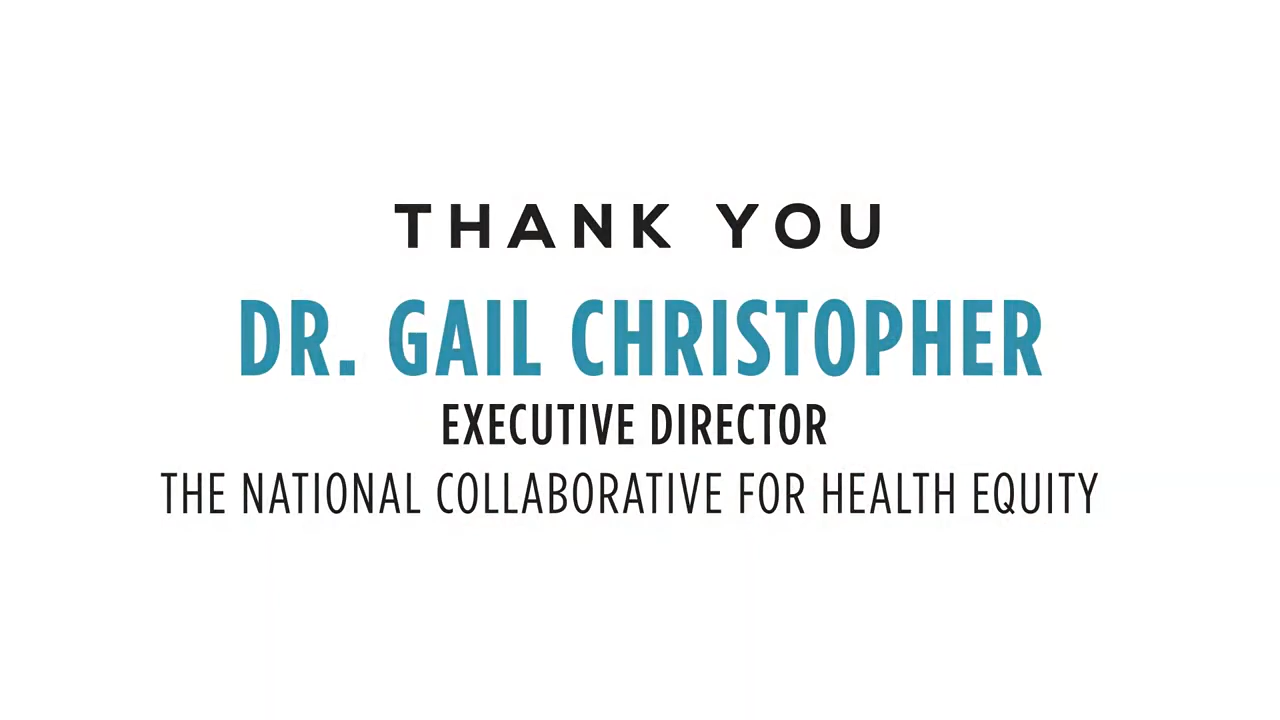 THANK YOU
DR. GAIL CHRISTOPHER
EXECUTIVE DIRECTOR
THE NATIONAL COLLABORATIVE FOR HEALTH EQUITY